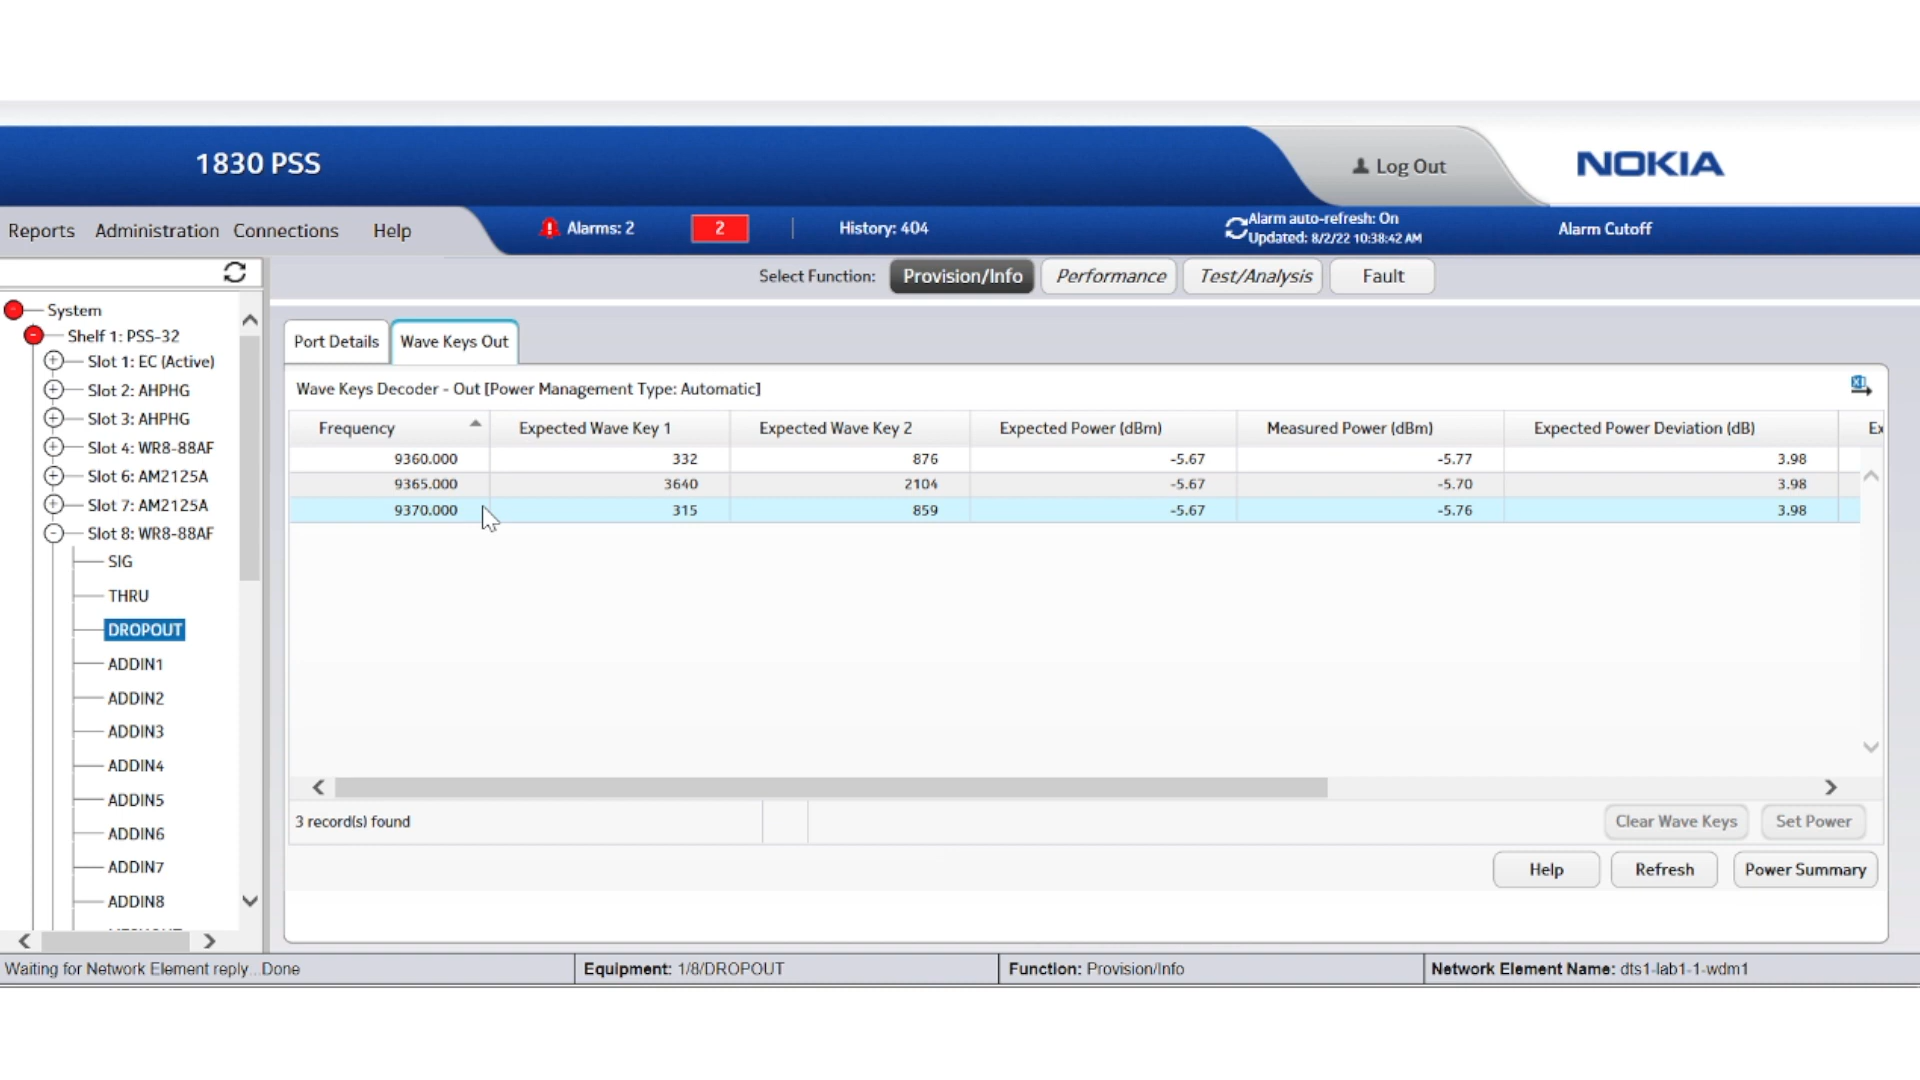 1830 PSS
Log Out
NOKIA
Reports Administration Connections Help
Alarms: 2
2
History: 404
Alarm auto-refresh: On
Updated: 8/2/22 10:38:42 AM
Alarm Cutoff
Select Function: Provision/Info Performance Test/Analysis Fault
System
Shelf 1: PSS-32
Slot 1: EC (Active)
Slot 2: AHPHG
Slot 3: AHPHG
Slot 4: WR8-88AF
Slot 6: AM2125A
Slot 7: AM2125A
Slot 8: WR8-88AF
SIG
THRU
DROPOUT
ADDIN1
ADDIN2
ADDIN3
ADDIN4
ADDIN5
ADDIN6
ADDIN7
ADDIN8
Port Details Wave Keys Out
Wave Keys Decoder - Out [Power Management Type: Automatic]
Frequency Expected Wave Key 1 Expected Wave Key 2 Expected Power (dBm) Measured Power (dBm) Expected Power Deviation (dB) Ex
9360.000 332 876 -5.67 -5.77 3.98
9365.000 3640 2104 -5.67 -5.70 3.98
9370.000 315 859 -5.67 -5.76 3.98
3 record(s) found
Clear Wave Keys Set Power
Help Refresh Power Summary
Waiting for Network Element reply...Done
Equipment: 1/8/DROPOUT
Function: Provision/Info
Network Element Name: dts1-lab1-1-wdm1